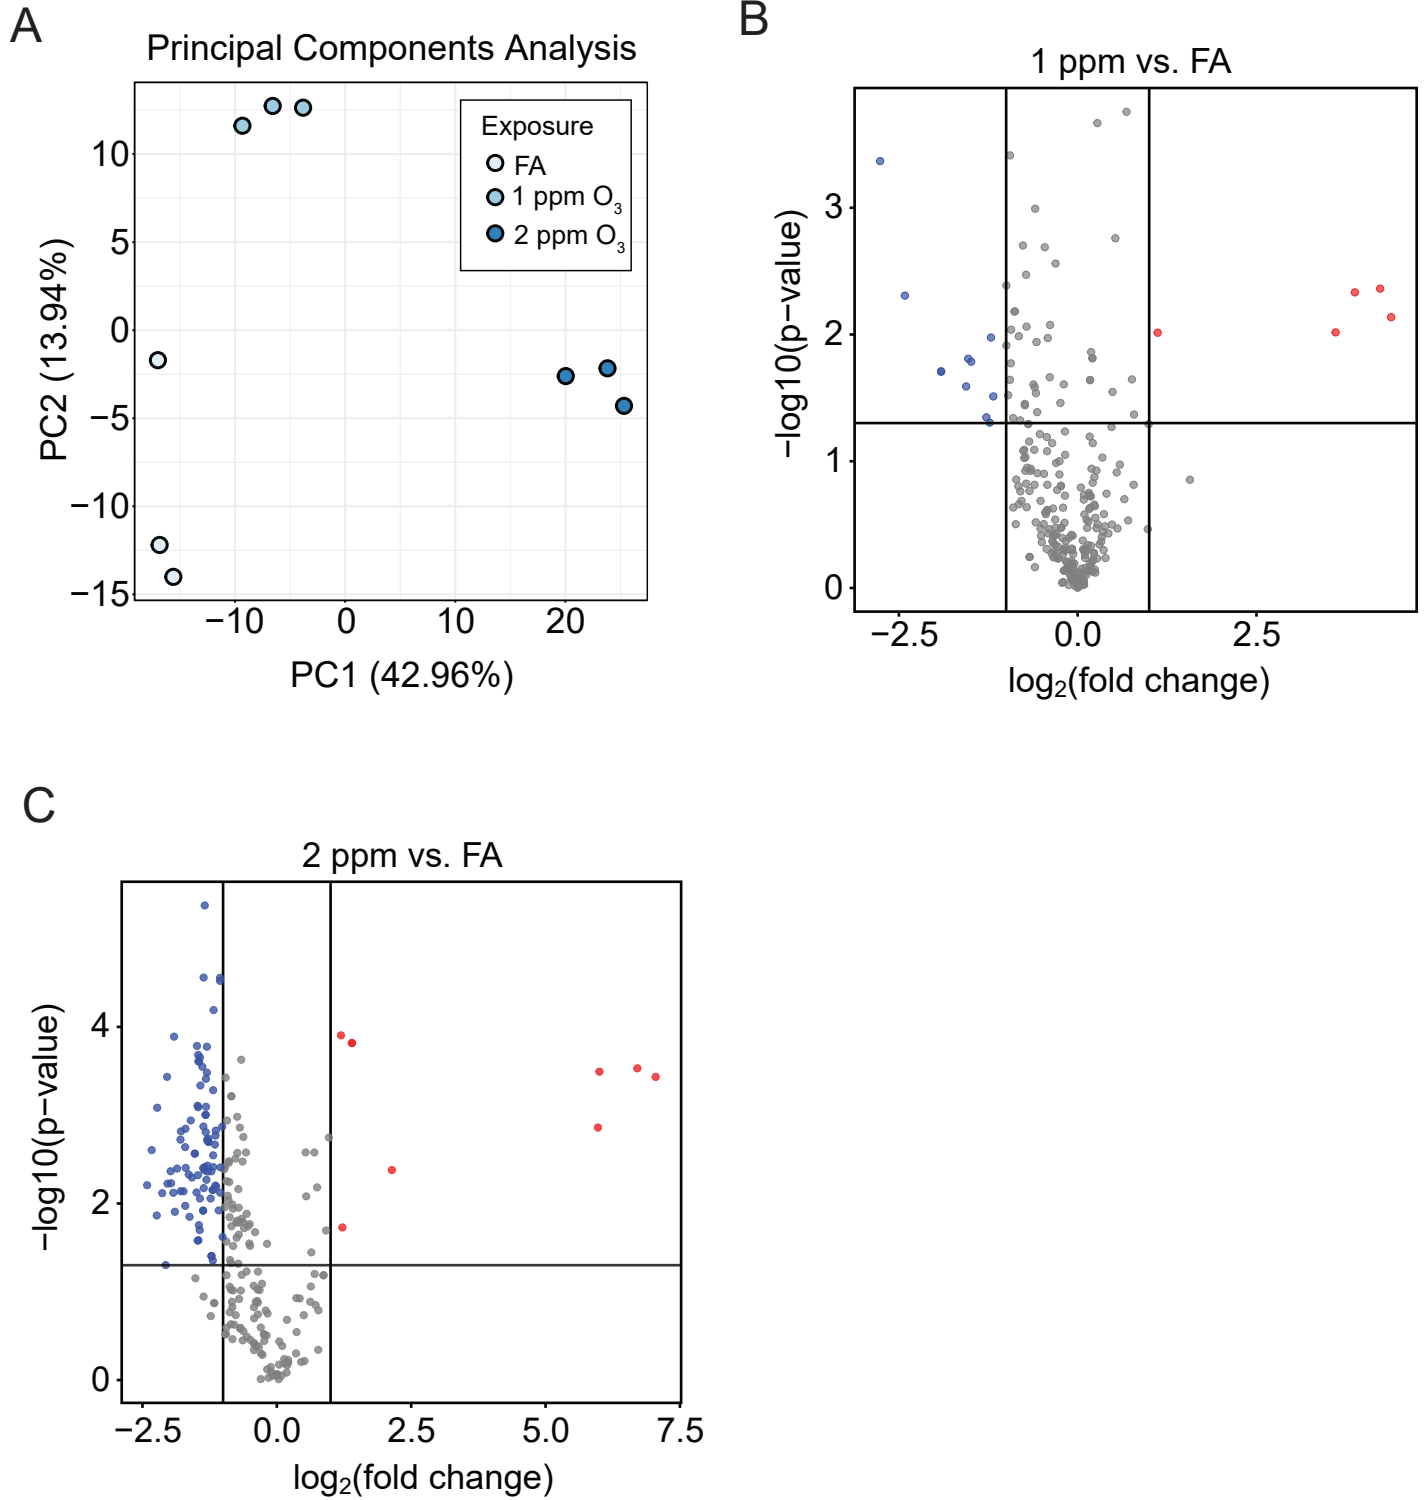 A
Principal Components Analysis
Exposure
FA
1 ppm O3
2 ppm O3
10
5
0
−5
−10
−15
PC2 (13.94%)
−10 0 10 20
PC1 (42.96%)
B
1 ppm vs. FA
3
2
1
0
−log10(p−value)
−2.5 0.0 2.5
log2(fold change)
C
2 ppm vs. FA
4
2
0
−log10(p−value)
−2.5 0.0 2.5 5.0 7.5
log2(fold change)